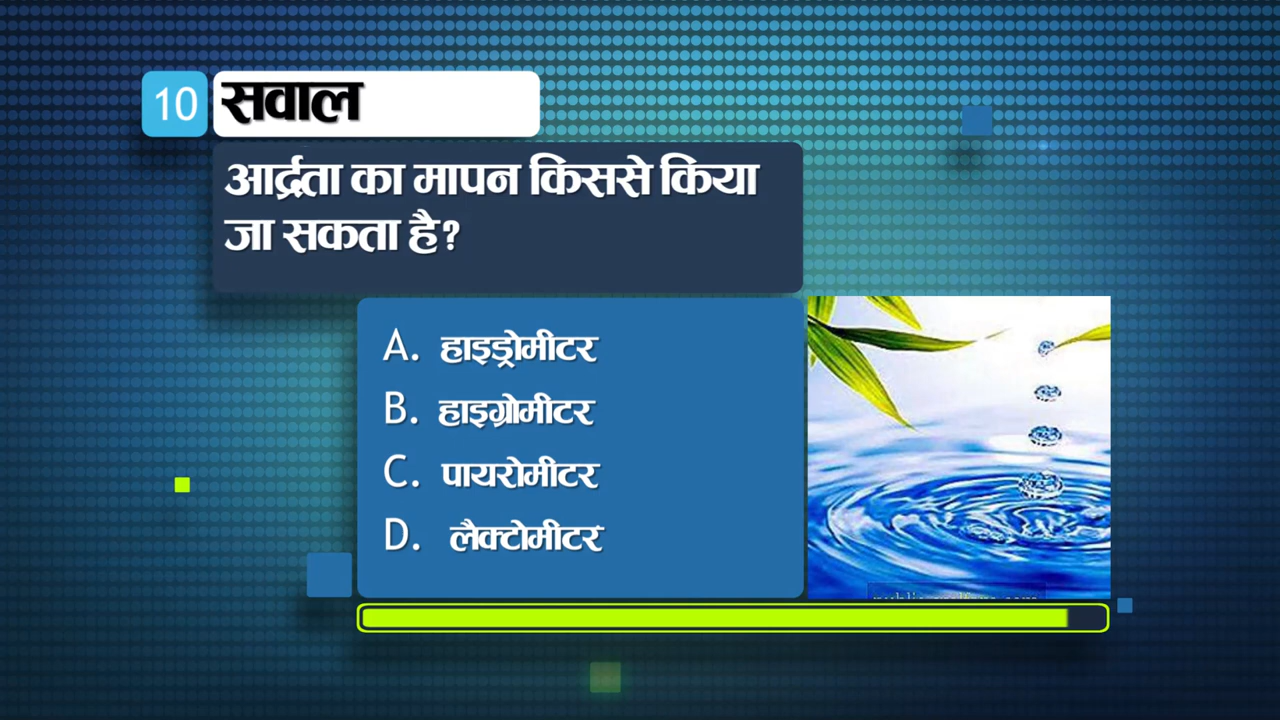 10 सवाल
आर्द्रता का मापन किससे किया
जा सकता है?
A. हाइड्रोमीटर
B. हाइग्रोमीटर
C. पायरोमीटर
D. लैक्टोमीटर